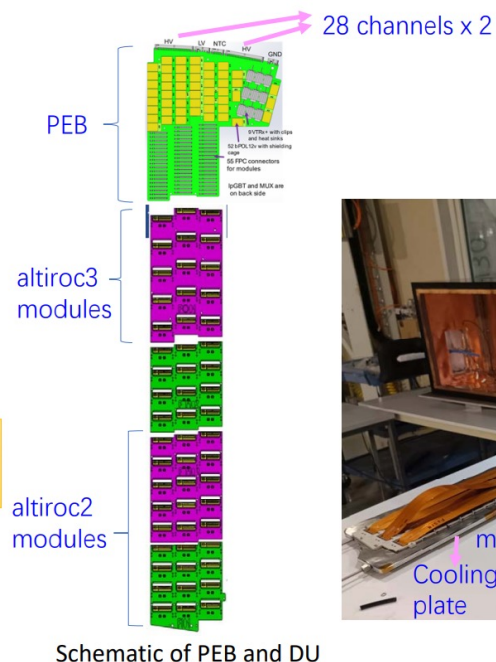 28 channels x 2
HV
LV
NTC
HV
GND
PEB
9 VTRx+ with clips
and heat sinks
52 bPOL12v with shielding
cage
55 FPC connectors
for modules
lpGBT and MUX are
on back side
altiroc3
modules
altiroc2
modules
m
Cooling
plate
Schematic of PEB and DU